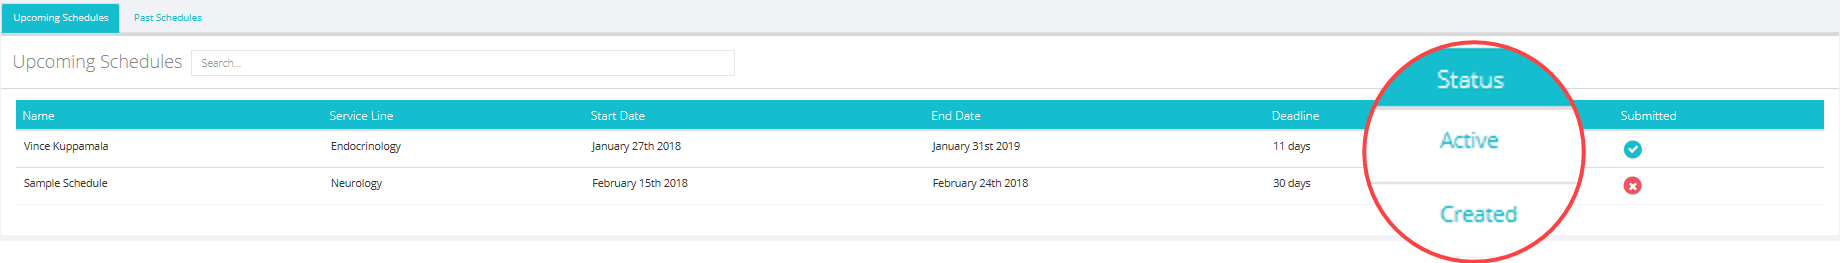 Upcoming Schedules Past Schedules
Upcoming Schedules Search...
Name Service Line Start Date End Date Deadline Status Submitted
Vince Kuppamala Endocrinology January 27th 2018 January 31st 2019 11 days Active
Sample Schedule Neurology February 15th 2018 February 24th 2018 30 days Created